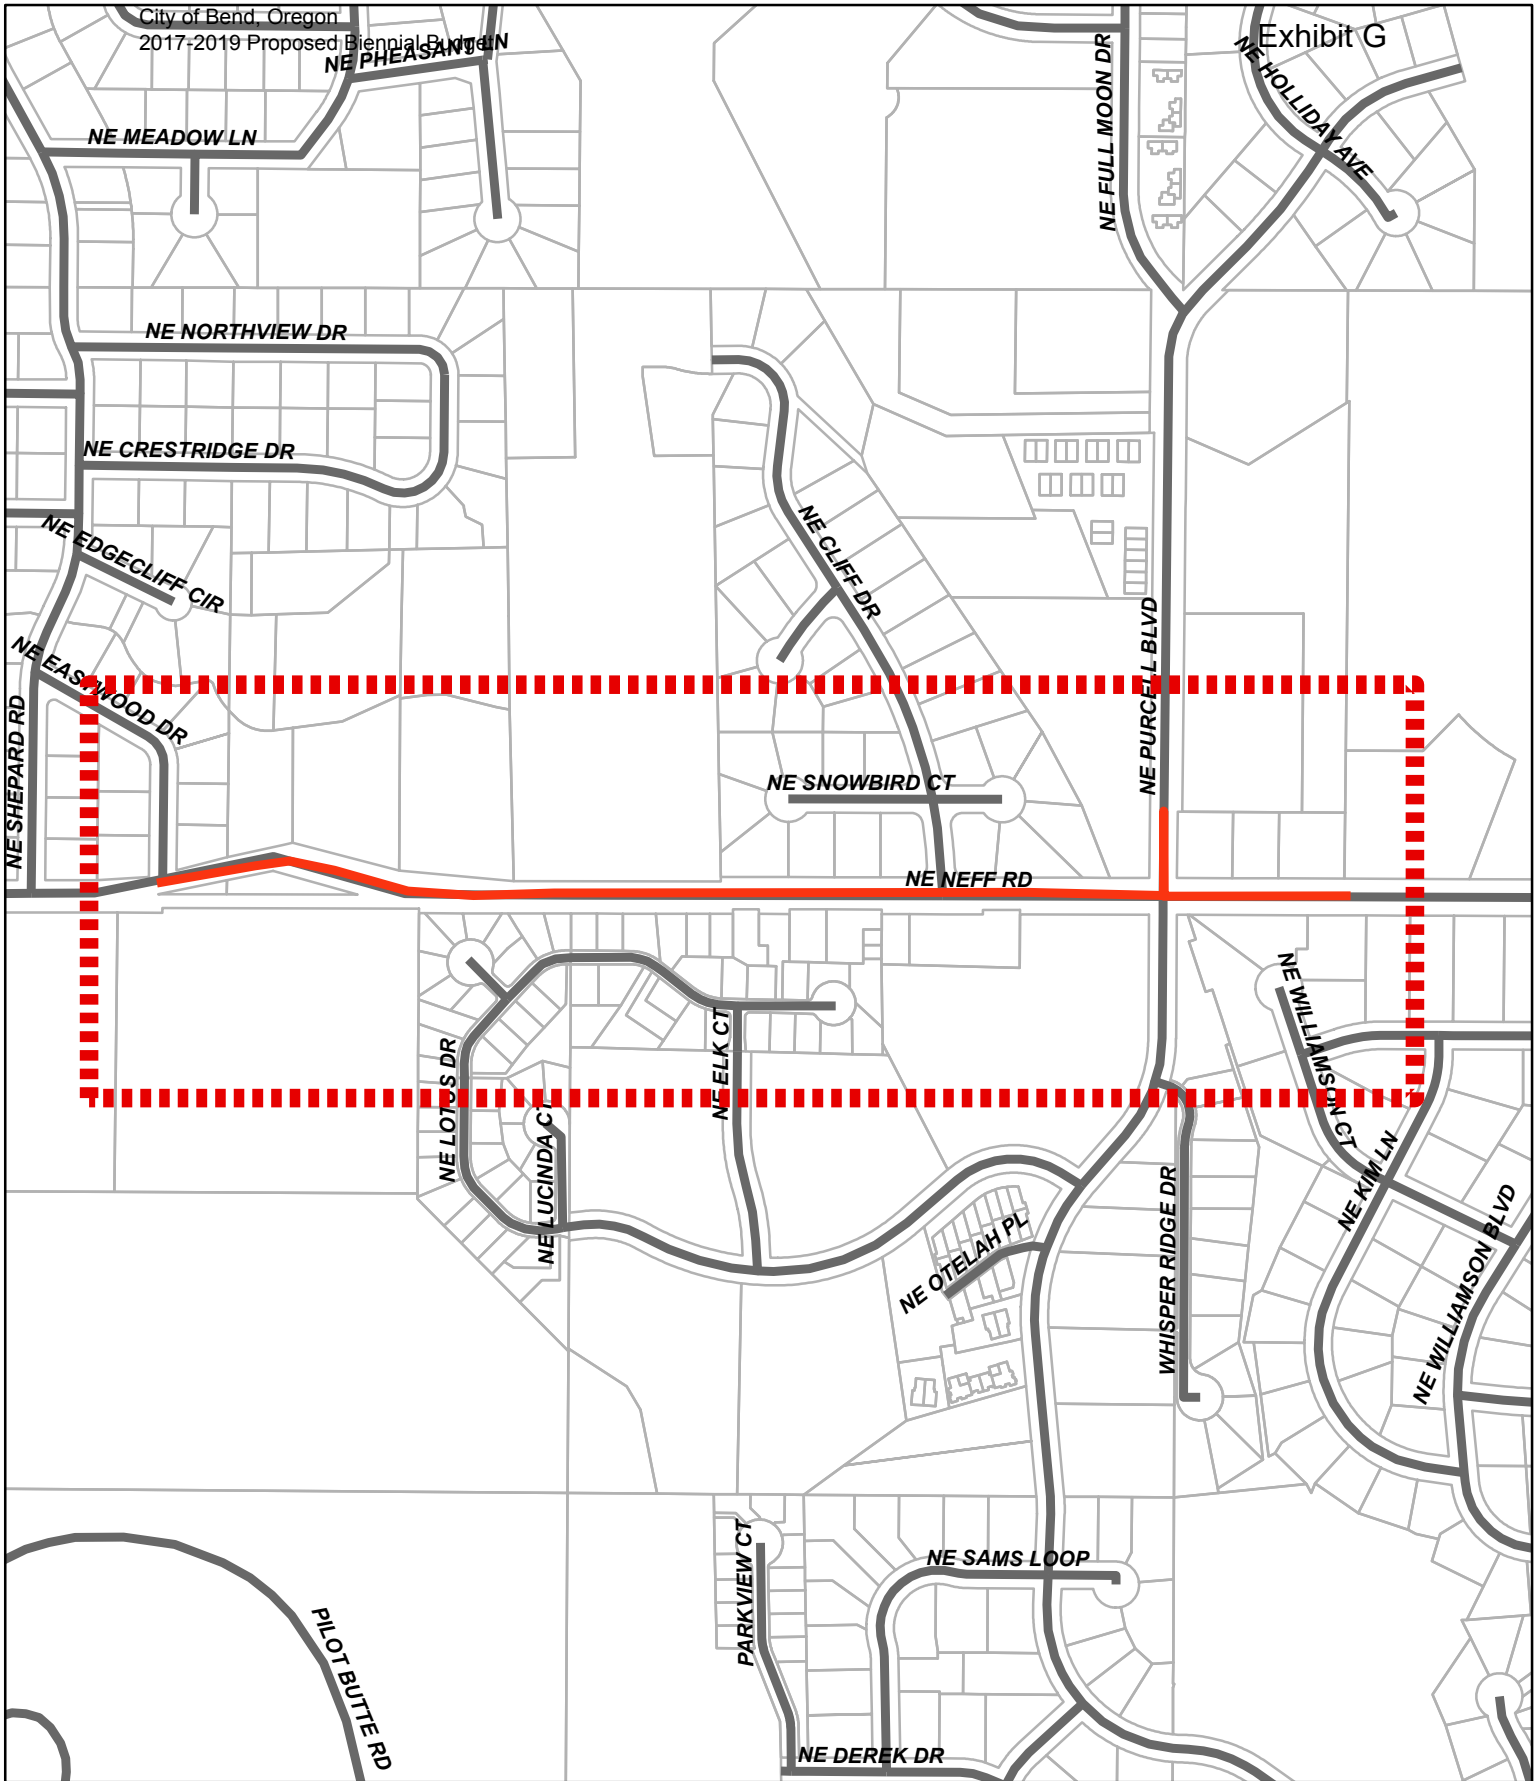 City of Bend, Oregon
2017-2019 Proposed Biennial Budget
Exhibit G
NE PHEASANT LN
NE MEADOW LN
NE FULL MOON DR
NE HOLLIDAY AVE
NE NORTHVIEW DR
NE CRESTRIDGE DR
NE EDGECLIFF CIR
NE CLIFF DR
NE EASTWOOD DR
NE SHEPARD RD
NE PURCELL BLVD
NE SNOWBIRD CT
NE NEFF RD
NE WILLIAMSON CT
NE LOTUS DR
NE ELK CT
NE LUCINDA CT
NE KIM LN
WHISPER RIDGE DR
NE OTELAH PL
NE WILLIAMSON BLVD
NE SAMS LOOP
PARKVIEW CT
PILOT BUTTE RD
NE DEREK DR